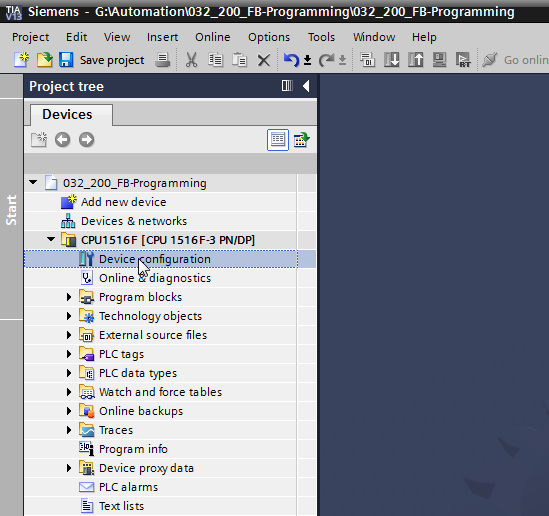 TIA V13 Siemens - G:\Automation\032_200_FB-Programming\032_200_FB-Programming
Project Edit View Insert Online Options Tools Window Help
Save project Go onlin
Project tree
Devices
Start
032_200_FB-Programming
Add new device
Devices & networks
CPU1516F [CPU 1516F-3 PN/DP]
Device configuration
Online & diagnostics
Program blocks
Technology objects
External source files
PLC tags
PLC data types
Watch and force tables
Online backups
Traces
Program info
Device proxy data
PLC alarms
Text lists